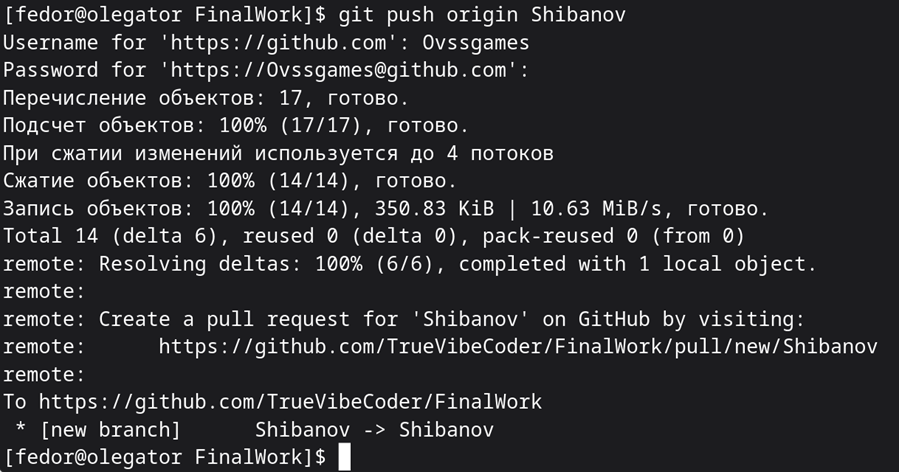 [fedor@olegator FinalWork]$ git push origin Shibanov
Username for 'https://github.com': Ovssgames
Password for 'https://Ovssgames@github.com':
Перечисление объектов: 17, готово.
Подсчет объектов: 100% (17/17), готово.
При сжатии изменений используется до 4 потоков
Сжатие объектов: 100% (14/14), готово.
Запись объектов: 100% (14/14), 350.83 KiB | 10.63 MiB/s, готово.
Total 14 (delta 6), reused 0 (delta 0), pack-reused 0 (from 0)
remote: Resolving deltas: 100% (6/6), completed with 1 local object.
remote:
remote: Create a pull request for 'Shibanov' on GitHub by visiting:
remote:      https://github.com/TrueVibeCoder/FinalWork/pull/new/Shibanov
remote:
To https://github.com/TrueVibeCoder/FinalWork
 * [new branch]      Shibanov -> Shibanov
[fedor@olegator FinalWork]$